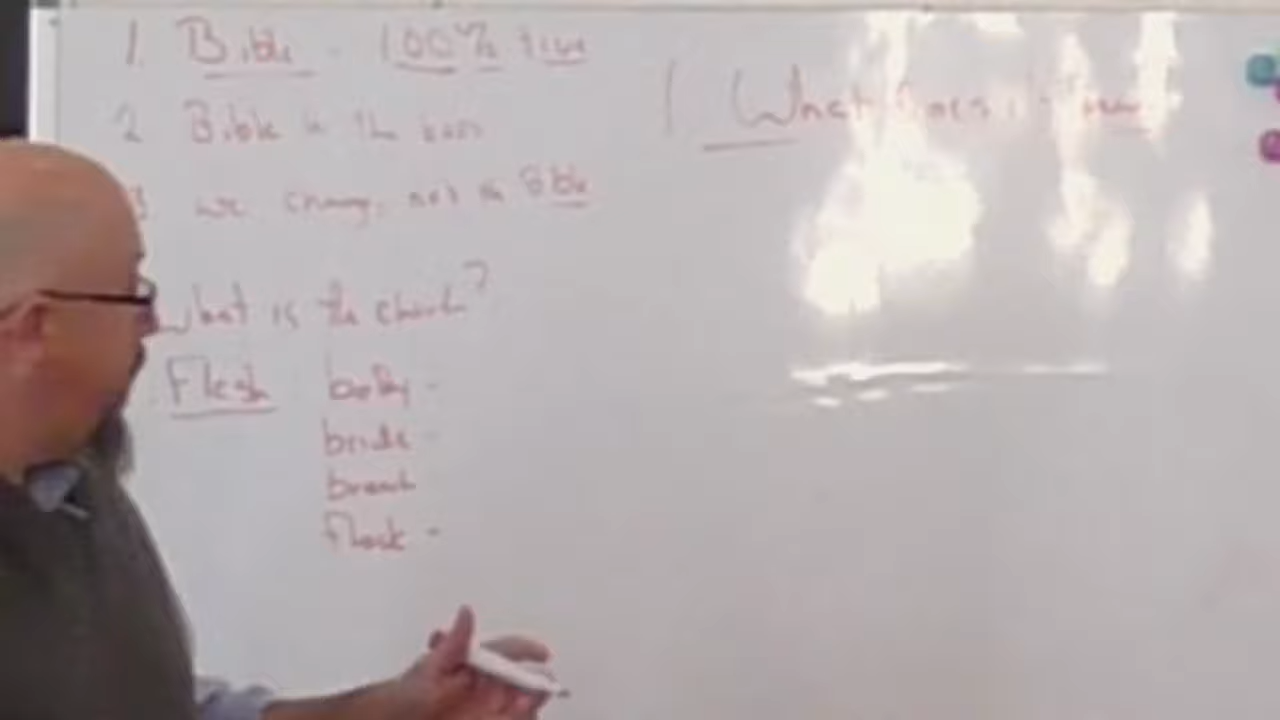 1. Bible - 100% true
2 Bible is the
3 we change, not the Bible
What is the church?
Flesh body -
bride -
branch
flock -
1. What Does it mean